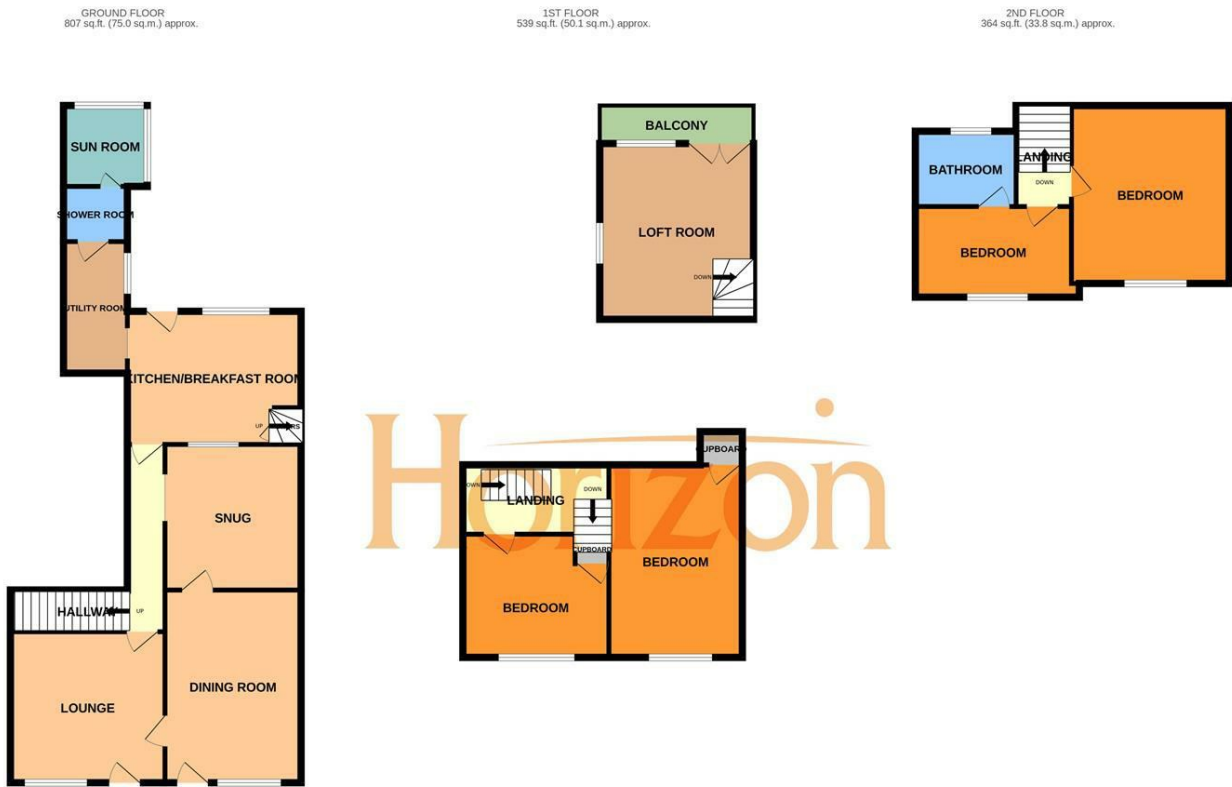 GROUND FLOOR
807 sq.ft. (75.0 sq.m.) approx.
1ST FLOOR
539 sq.ft. (50.1 sq.m.) approx.
2ND FLOOR
364 sq.ft. (33.8 sq.m.) approx.
SUN ROOM
SHOWER ROOM
UTILITY ROOM
KITCHEN/BREAKFAST ROOM
UP
STAIRS
SNUG
HALLWAY
UP
LOUNGE
DINING ROOM
BALCONY
LOFT ROOM
DOWN
Horizon
CUPBOARD
DOWN
LANDING
DOWN
CUPBOARD
BEDROOM
BEDROOM
BATHROOM
LANDING
DOWN
BEDROOM
BEDROOM